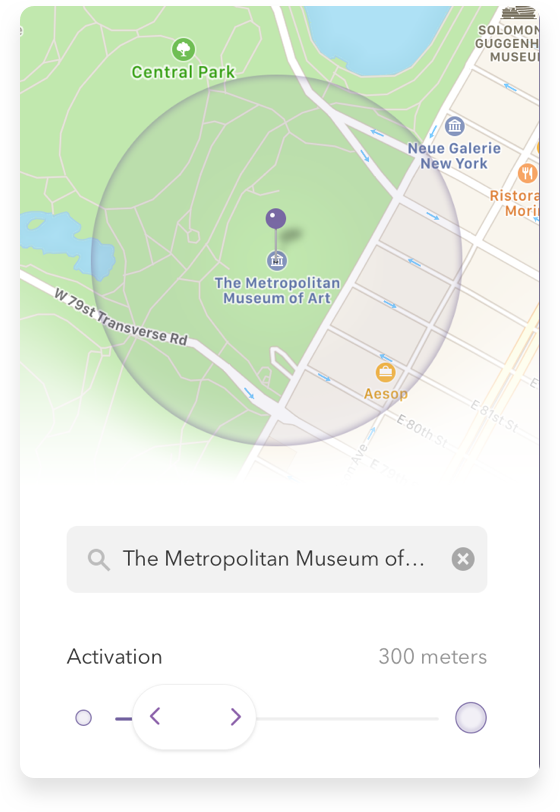 SOLOMON
GUGGENH
MUSEU
Central Park
Neue Galerie
New York
Ristora
Mori
The Metropolitan
Museum of Art
W 79st Transverse Rd
Aesop
E 81st St
E 80th St
n Ave
E 79th
The Metropolitan Museum of…
Activation
300 meters